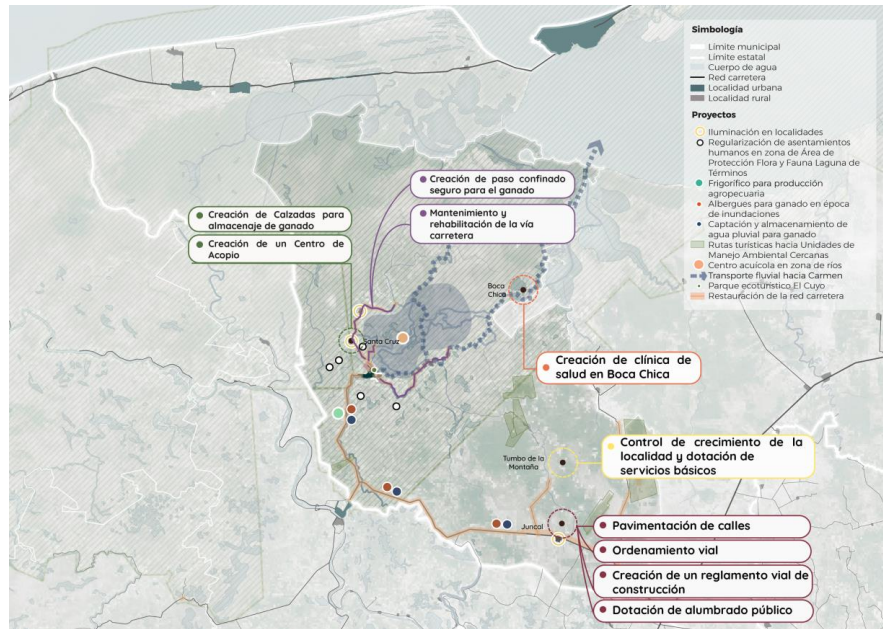 Simbología
Límite municipal
Límite estatal
Cuerpo de agua
Red carretera
Localidad urbana
Localidad rural
Proyectos
Iluminación en localidades
Regularización de asentamientos
humanos en zona de Área de
Protección Flora y Fauna Laguna de
Términos
Frigorífico para producción
agropecuaria
Albergues para ganado en época
de inundaciones
Captación y almacenamiento de
agua pluvial para ganado
Rutas turísticas hacia Unidades de
Manejo Ambiental Cercanas
Centro acuícola en zona de ríos
Transporte fluvial hacia Carmen
Parque ecoturístico El Cuyo
Restauración de la red carretera
Creación de paso confinado
seguro para el ganado
Mantenimiento y
rehabilitación de la vía
carretera
Creación de Calzadas para
almacenaje de ganado
Creación de un Centro de
Acopio
Boca
Chica
Santa Cruz
Creación de clínica de
salud en Boca Chica
Control de crecimiento de la
localidad y dotación de
servicios básicos
Tumbo de la
Montaña
Juncal
Pavimentación de calles
Ordenamiento vial
Creación de un reglamento vial de
construcción
Dotación de alumbrado público